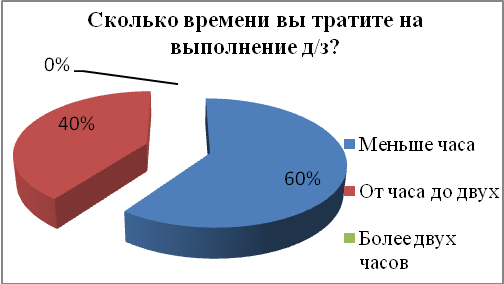 Сколько времени вы тратите на
выполнение д/з?
0%
40%
60%
Меньше часа
От часа до двух
Более двух
часов